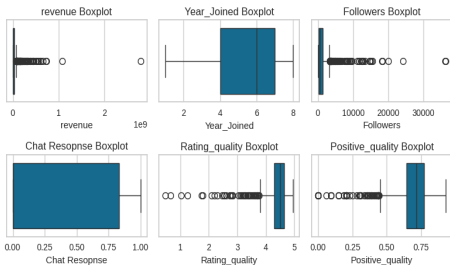 revenue Boxplot Year_Joined Boxplot Followers Boxplot
0 1 2 2 4 6 8 0 10000 20000 30000
1e9
revenue Year_Joined Followers
Chat Resopnse Boxplot Rating_quality Boxplot Positive_quality Boxplot
0.00 0.25 0.50 0.75 1.00 1 2 3 4 5 0.00 0.25 0.50 0.75
Chat Resopnse Rating_quality Positive_quality